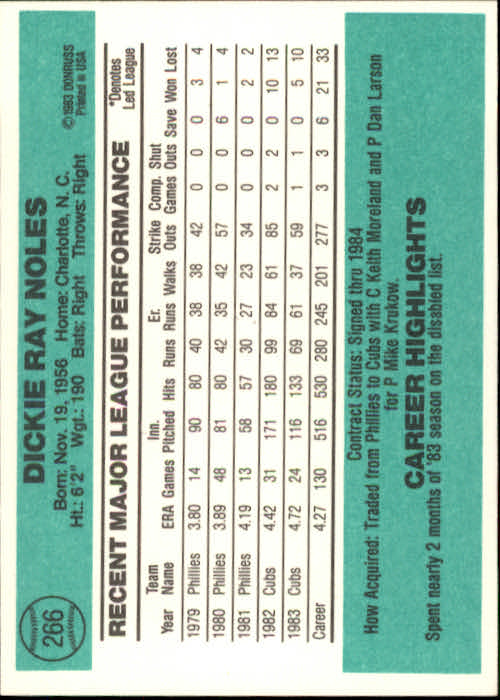 266
DICKIE RAY NOLES
©1983 DONRUSS
Printed in USA
Born: Nov. 19, 1956 Home: Charlotte, N. C.
Ht.: 6'2" Wgt.: 190 Bats: Right Throws: Right
RECENT MAJOR LEAGUE PERFORMANCE
*Denotes
Led League
Team Inn. Er. Strike Comp. Shut
Year Name ERA Games Pitched Hits Runs Runs Walks Outs Games Outs Save Won Lost
1979 Phillies 3.80 14 90 80 40 38 38 42 0 0 0 3 4
1980 Phillies 3.89 48 81 80 42 35 42 57 0 0 6 1 4
1981 Phillies 4.19 13 58 57 30 27 23 34 0 0 0 2 2
1982 Cubs 4.42 31 171 180 99 84 61 85 2 2 0 10 13
1983 Cubs 4.72 24 116 133 69 61 37 59 1 1 0 5 10
Career 4.27 130 516 530 280 245 201 277 3 3 6 21 33
Contract Status: Signed thru 1984
How Acquired: Traded from Phillies to Cubs with C Keith Moreland and P Dan Larson
for P Mike Krukow.
CAREER HIGHLIGHTS
Spent nearly 2 months of '83 season on the disabled list.